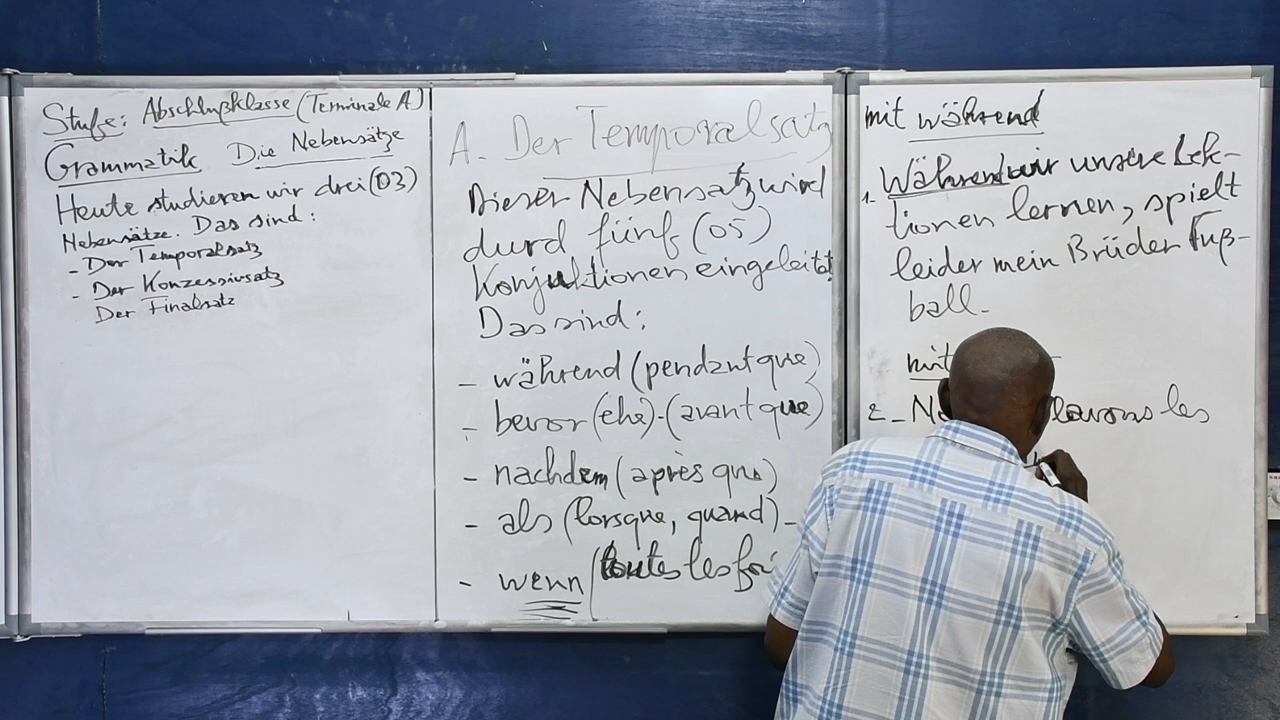 Stufe: Abschlußklasse (Terminale A)
Grammatik Die Nebensätze
Heute studieren wir drei (03)
Nebensätze. Das sind:
- Der Temporalsatz
- Der Konzessivsatz
Der Finalsatz
A. Der Temporalsatz
Dieser Nebensatz wird
durd fünf (05)
Konjuktionen eingeleitet
Das sind:
- während (pendant que)
- bevor (ehe) - (avant que)
- nachdem (après que)
- als (lorsque, quand) -
- wenn (toutes les foi
mit während
1. Während wir unsere Lek-
tionen lernen, spielt
leider mein Brüder Fuß-
ball.
mit
2 - lavons les